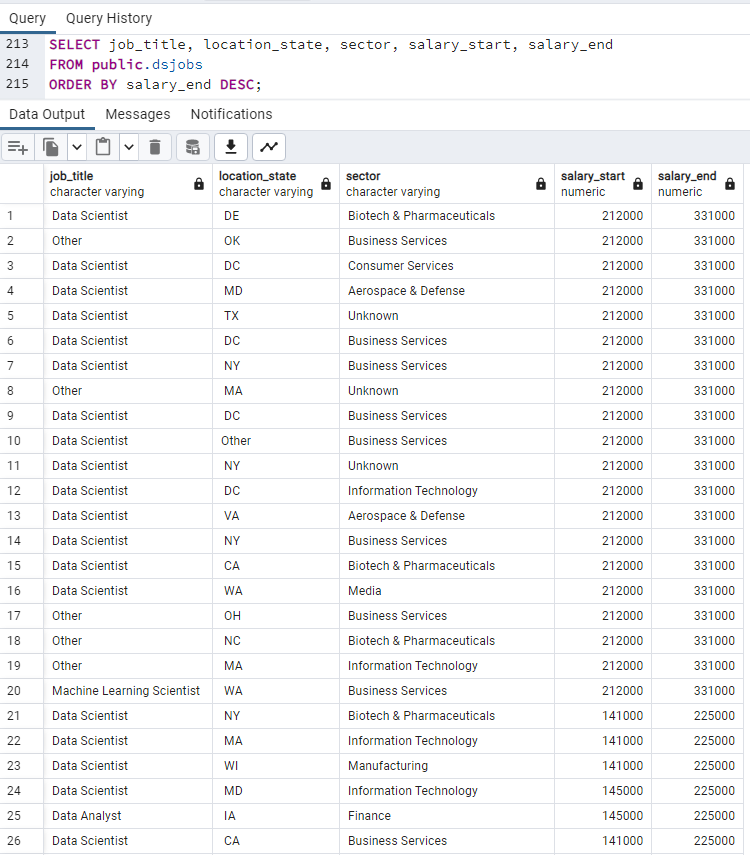 Query Query History
213 SELECT job_title, location_state, sector, salary_start, salary_end
214 FROM public.dsjobs
215 ORDER BY salary_end DESC;
Data Output Messages Notifications
job_title location_state sector salary_start salary_end
character varying character varying character varying numeric numeric
1 Data Scientist DE Biotech & Pharmaceuticals 212000 331000
2 Other OK Business Services 212000 331000
3 Data Scientist DC Consumer Services 212000 331000
4 Data Scientist MD Aerospace & Defense 212000 331000
5 Data Scientist TX Unknown 212000 331000
6 Data Scientist DC Business Services 212000 331000
7 Data Scientist NY Business Services 212000 331000
8 Other MA Unknown 212000 331000
9 Data Scientist DC Business Services 212000 331000
10 Data Scientist Other Business Services 212000 331000
11 Data Scientist NY Unknown 212000 331000
12 Data Scientist DC Information Technology 212000 331000
13 Data Scientist VA Aerospace & Defense 212000 331000
14 Data Scientist NY Business Services 212000 331000
15 Data Scientist CA Biotech & Pharmaceuticals 212000 331000
16 Data Scientist WA Media 212000 331000
17 Other OH Business Services 212000 331000
18 Other NC Biotech & Pharmaceuticals 212000 331000
19 Other MA Information Technology 212000 331000
20 Machine Learning Scientist WA Business Services 212000 331000
21 Data Scientist NY Biotech & Pharmaceuticals 141000 225000
22 Data Scientist MA Information Technology 141000 225000
23 Data Scientist WI Manufacturing 141000 225000
24 Data Scientist MD Information Technology 145000 225000
25 Data Analyst IA Finance 145000 225000
26 Data Scientist CA Business Services 141000 225000